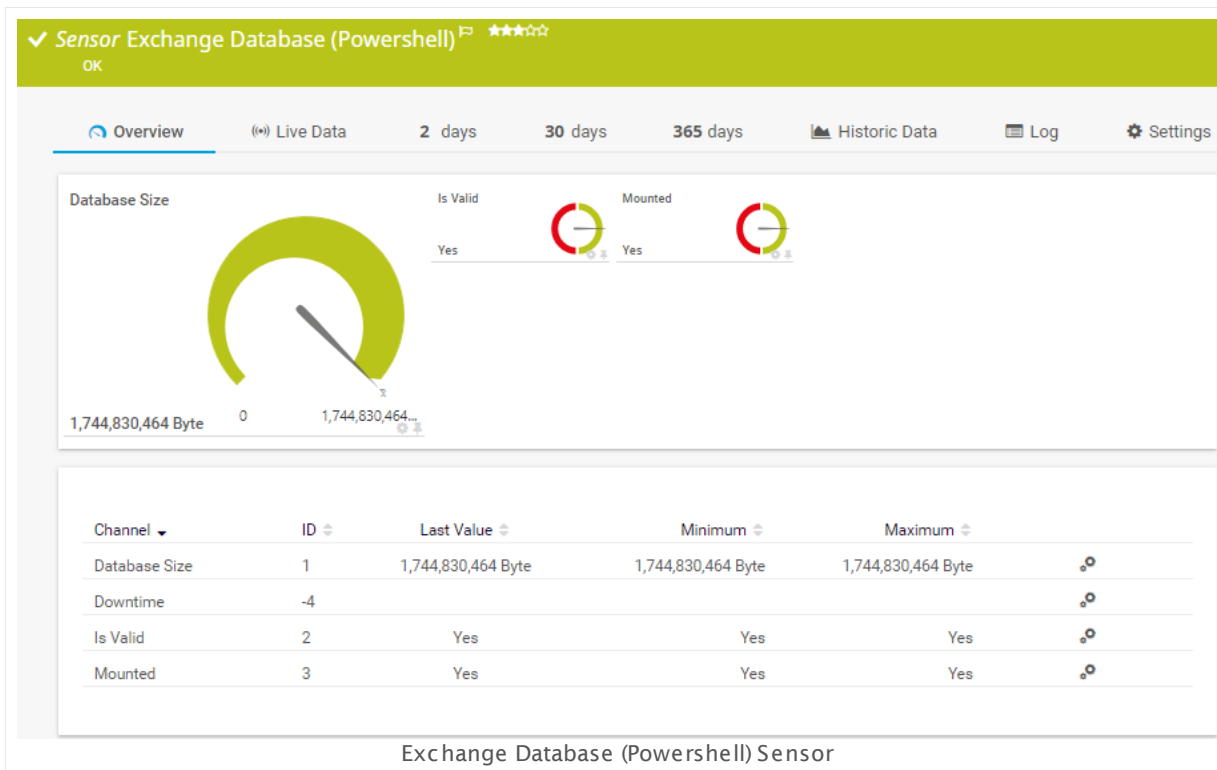 Sensor Exchange Database (Powershell)
OK
Overview Live Data 2 days 30 days 365 days Historic Data Log Settings
Database Size
1,744,830,464 Byte
0 1,744,830,464...
Is Valid
Yes
Mounted
Yes
Channel ID Last Value Minimum Maximum
Database Size 1 1,744,830,464 Byte 1,744,830,464 Byte 1,744,830,464 Byte
Downtime -4
Is Valid 2 Yes Yes Yes
Mounted 3 Yes Yes Yes
Exchange Database (Powershell) Sensor